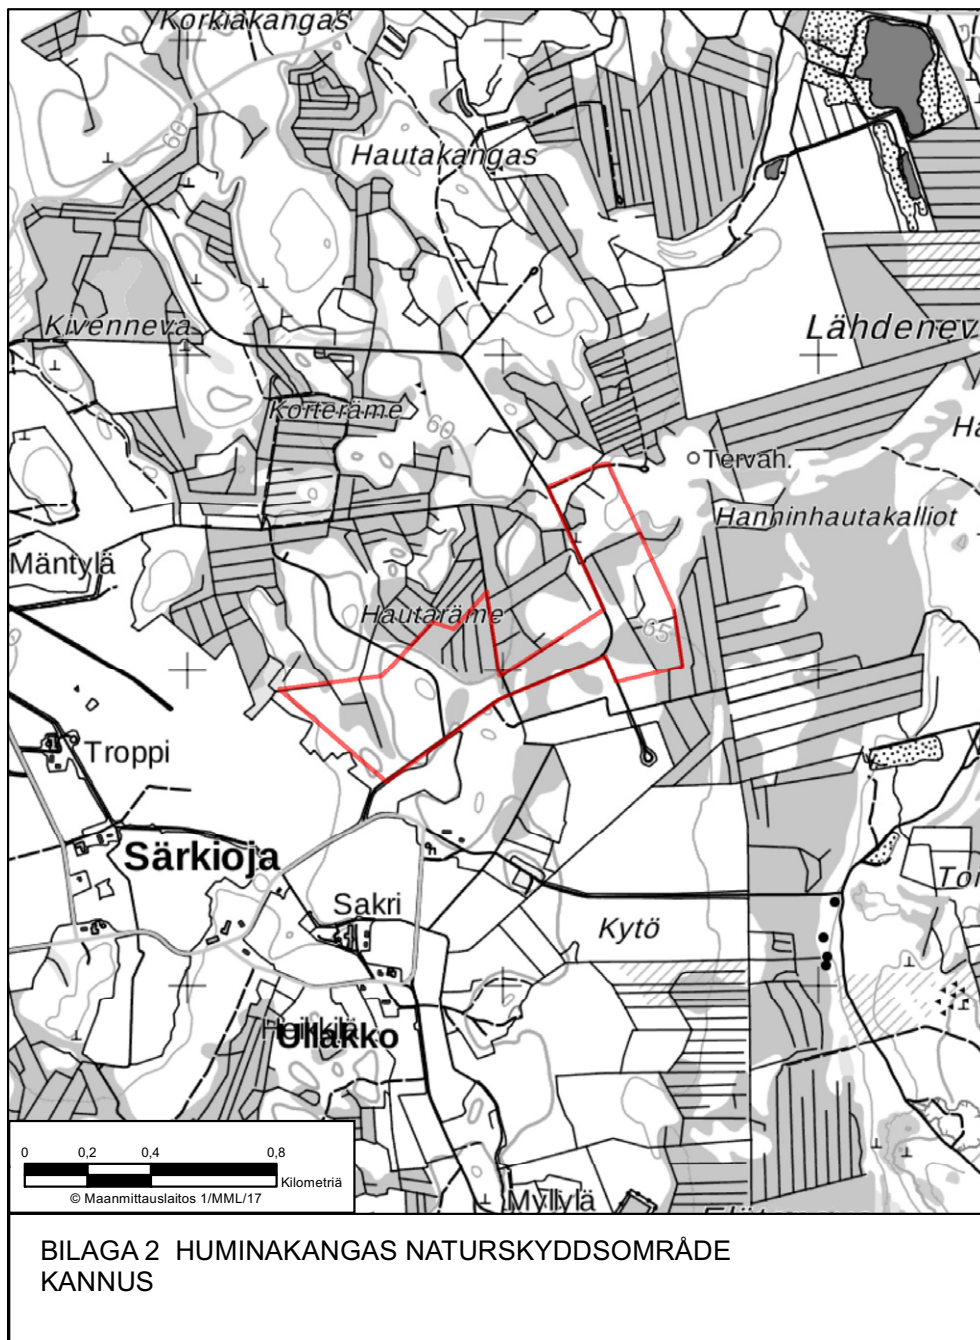 Korkiakangas
60
Hautakangas
Kivenneva
Lähdenev
Korteräme
60
Ha
Tervah.
Hanninhautakalliot
Mäntylä
Hautaräme
65
Troppi
Särkioja
Tor
Sakri
Kytö
Ullakko
0 0,2 0,4 0,8
Kilometriä
© Maanmittauslaitos 1/MML/17
Myllylä
BILAGA 2 HUMINAKANGAS NATURSKYDDSOMRÅDE
KANNUS